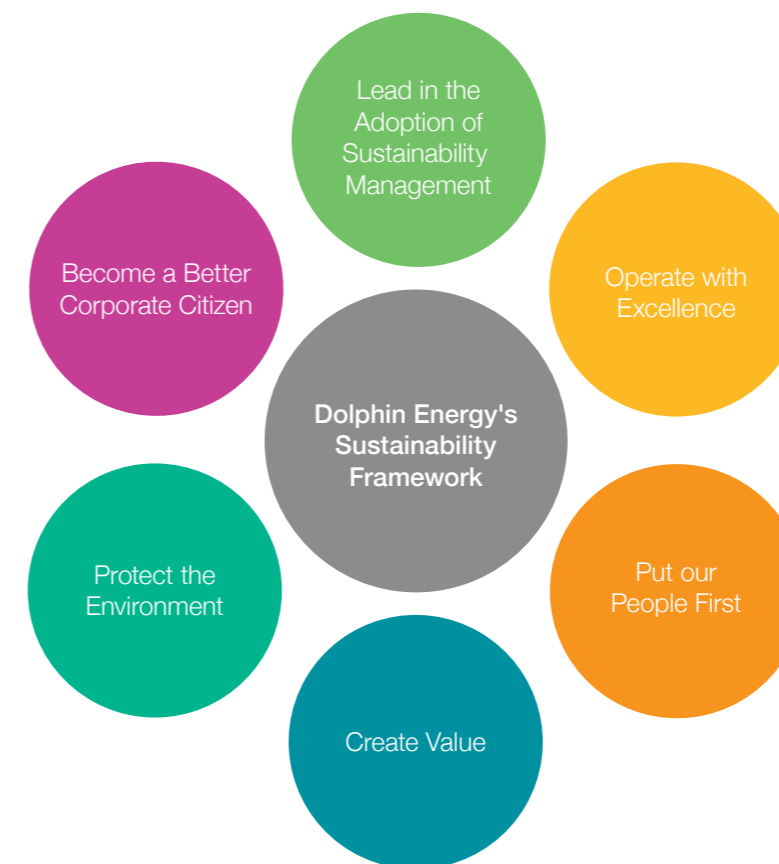 Lead in the
Adoption of
Sustainability
Management
Become a Better
Corporate Citizen
Operate with
Excellence
Dolphin Energy's
Sustainability
Framework
Protect the
Environment
Put our
People First
Create Value